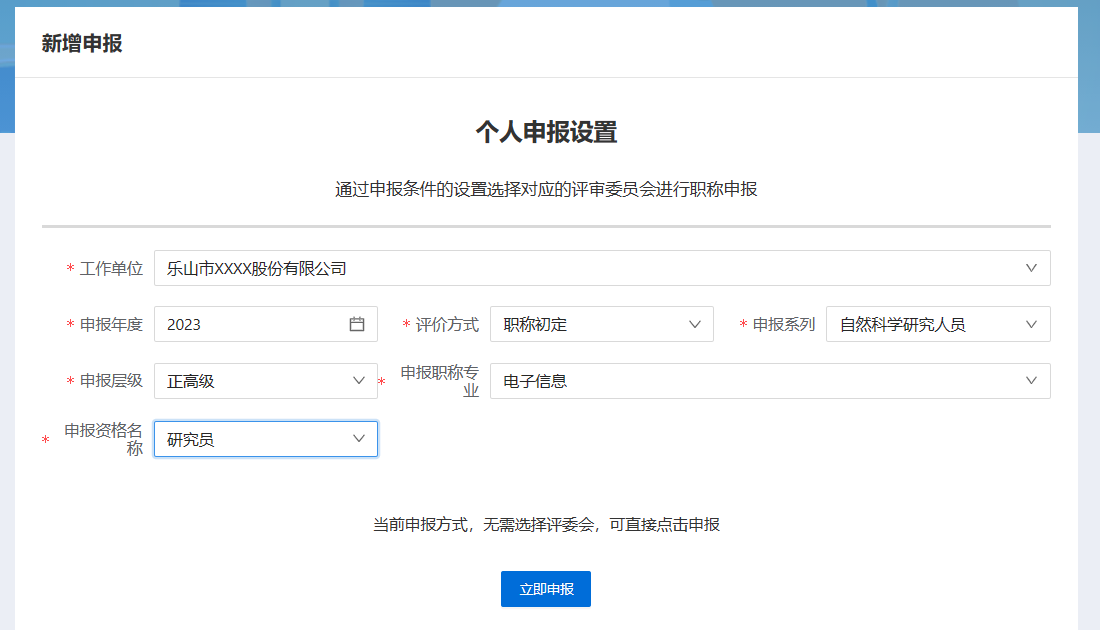 新增申报
个人申报设置
通过申报条件的设置选择对应的评审委员会进行职称申报
* 工作单位 乐山市XXXX股份有限公司
* 申报年度 2023 * 评价方式 职称初定 * 申报系列 自然科学研究人员
* 申报层级 正高级 * 申报职称专业 电子信息
* 申报资格名称 研究员
当前申报方式，无需选择评委会，可直接点击申报
立即申报